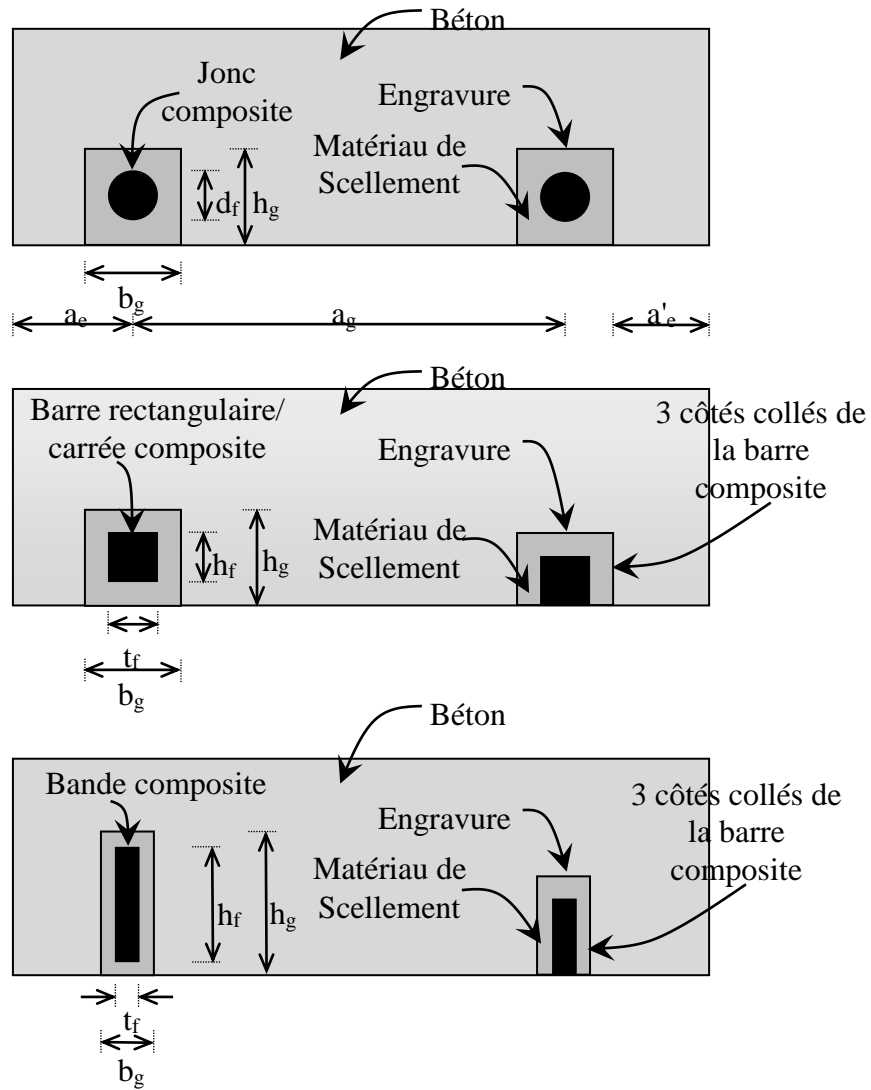 Béton
Jonc
composite
Engravure
Matériau de
Scellement
df
hg
bg
ae
ag
a'e
Béton
Barre rectangulaire/
carrée composite
3 côtés collés de
la barre
composite
Engravure
Matériau de
Scellement
hf
hg
tf
bg
Béton
Bande composite
3 côtés collés de
la barre
composite
Engravure
Matériau de
Scellement
hf
hg
tf
bg